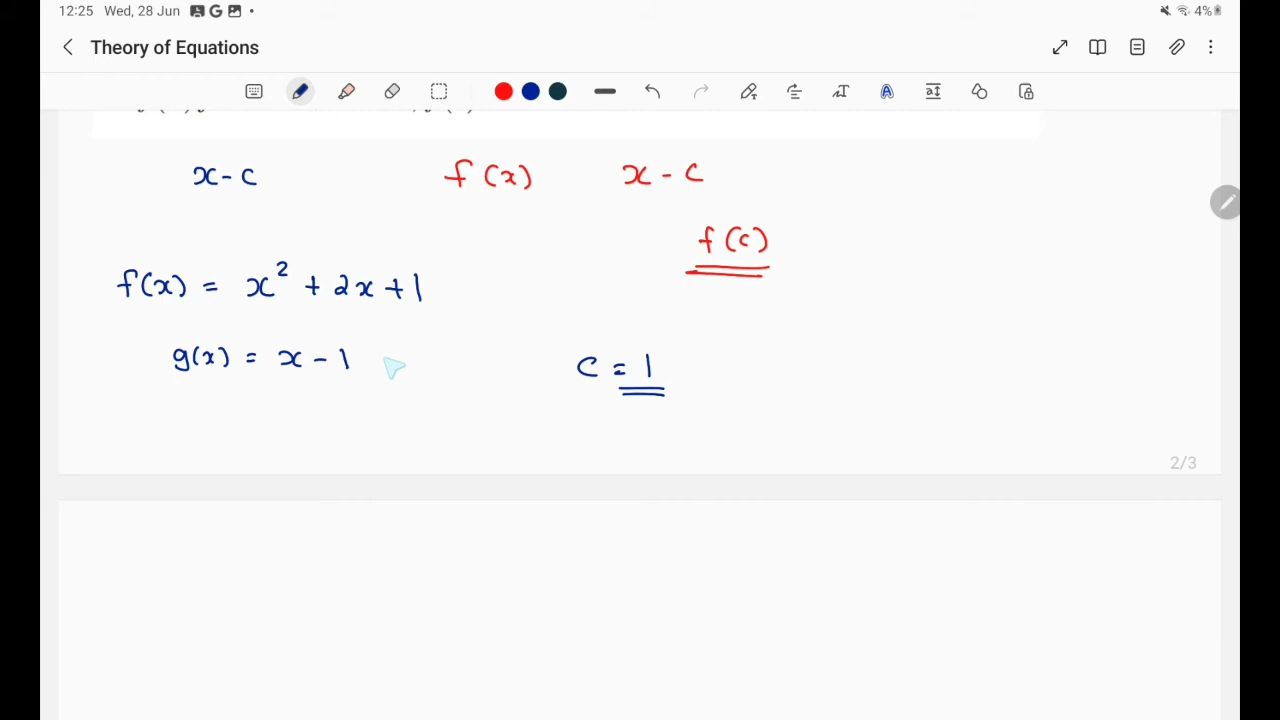 12:25 Wed, 28 Jun 4%
Theory of Equations
x - c f(x) x - c
f(c)
f(x) = x² + 2x + 1
g(x) = x - 1 c = 1
2/3